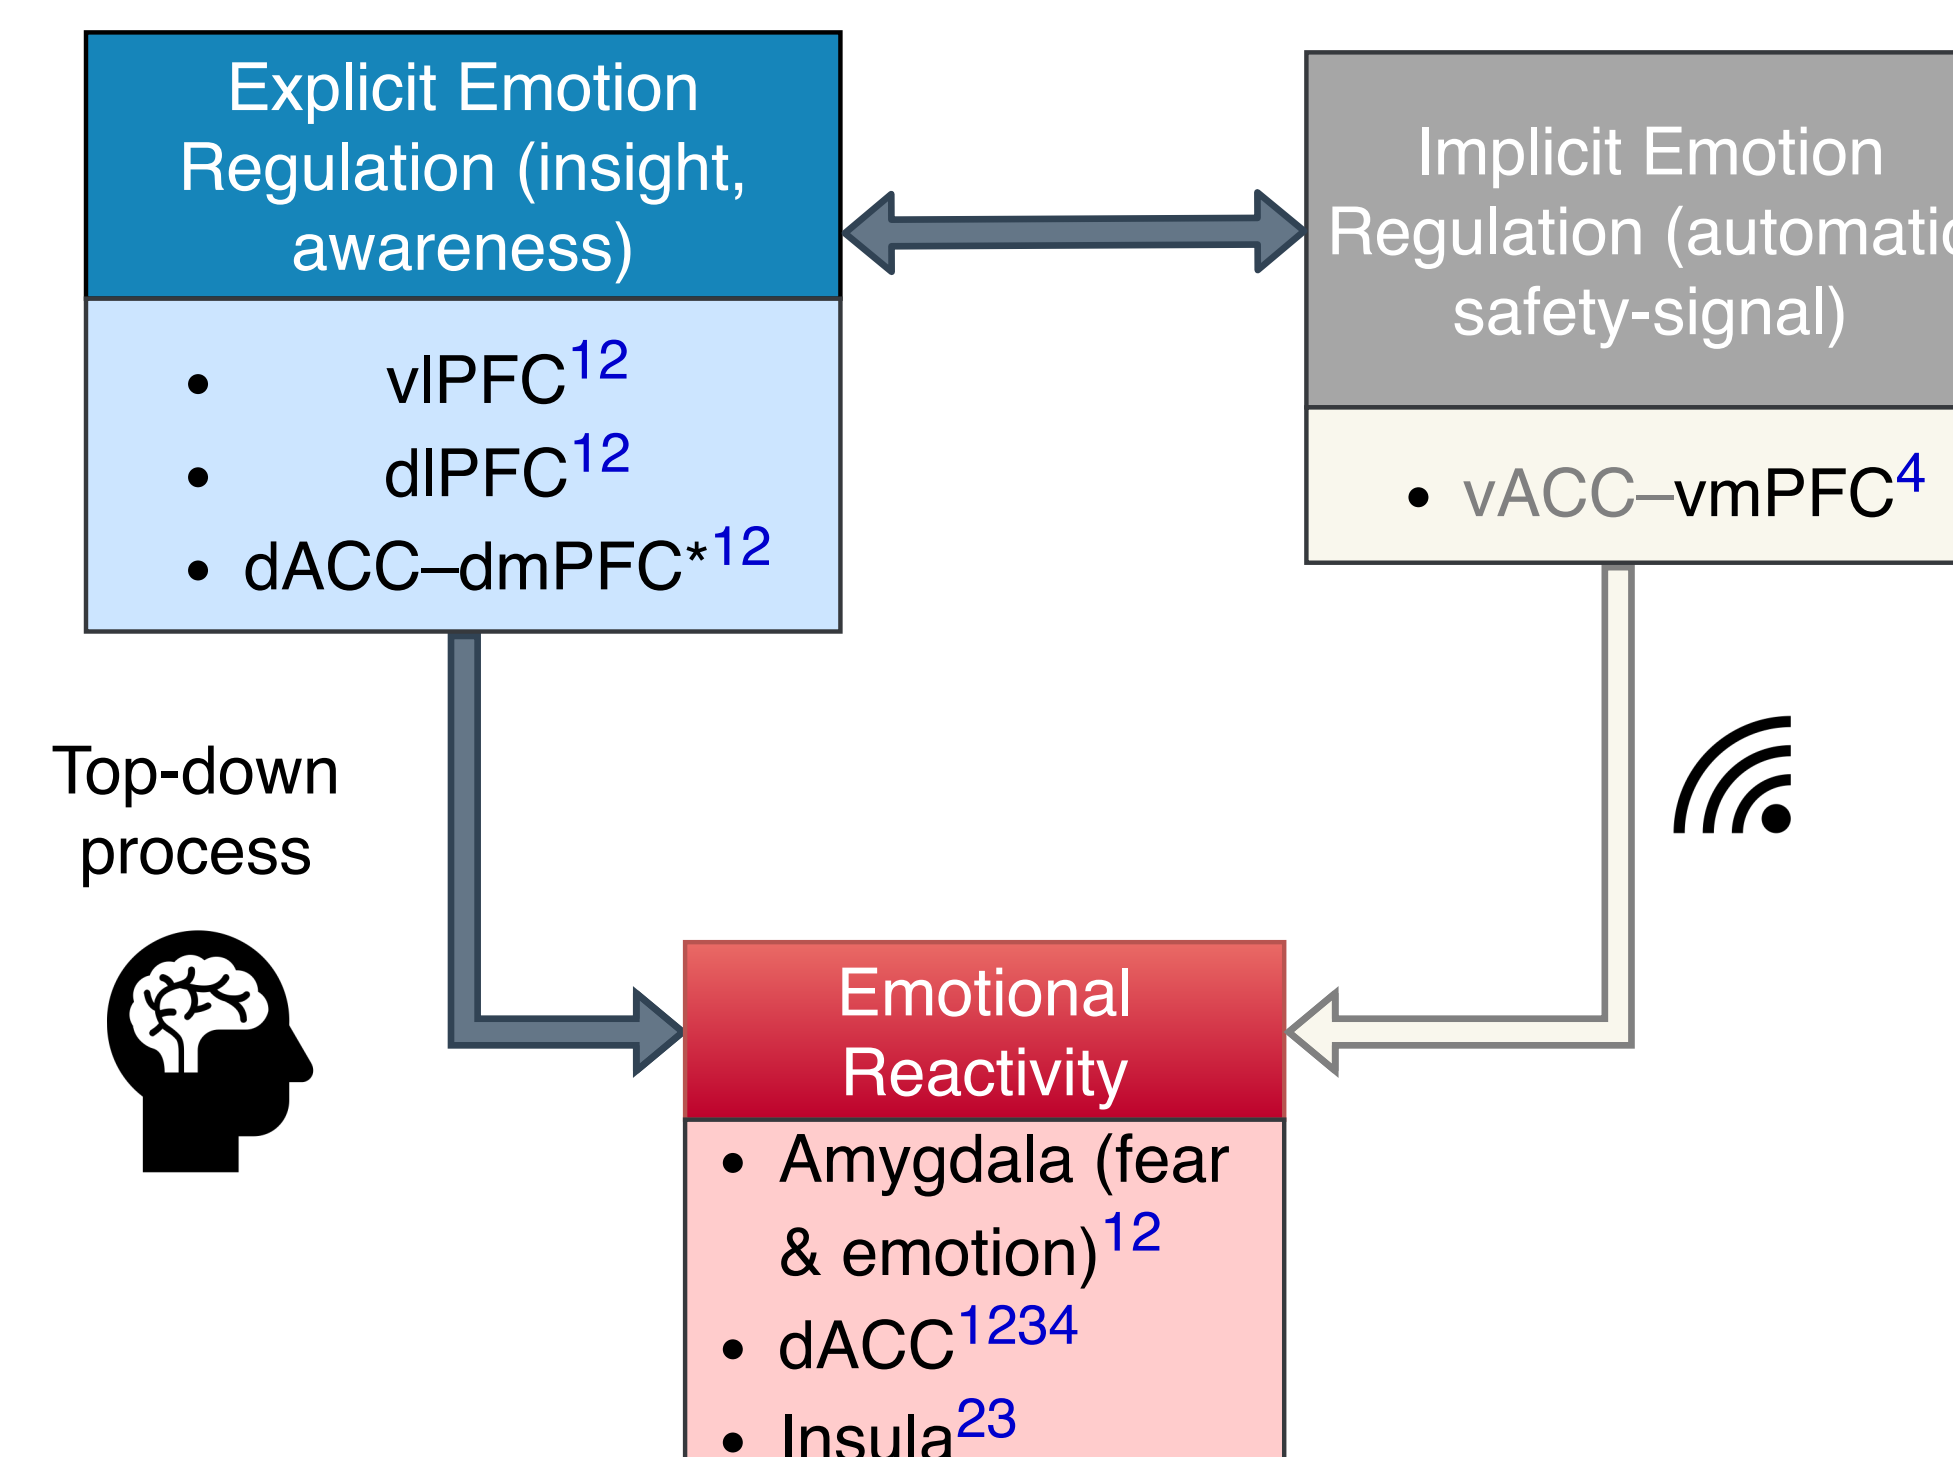 Explicit Emotion
Regulation (insight,
awareness)
• vlPFC12
• dlPFC12
• dACC–dmPFC*12
Implicit Emotion
Regulation (automatic
safety-signal)
• vACC–vmPFC4
Top-down
process
Emotional
Reactivity
• Amygdala (fear
& emotion)12
• dACC1234
• Insula23